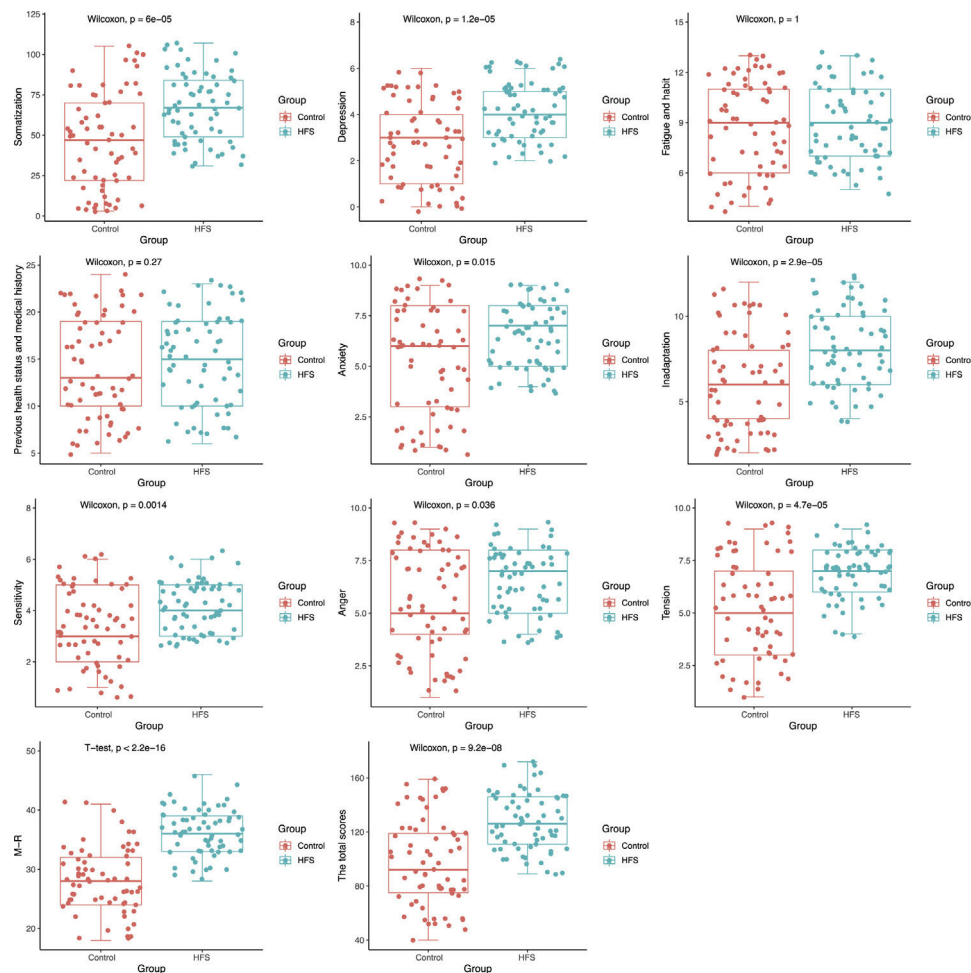 Wilcoxon, p = 6e−05
125
100
75
50
25
0
Somatization
Control
HFS
Group
Group
Control
HFS
Wilcoxon, p = 1.2e−05
8
6
4
2
0
Depression
Control
HFS
Group
Group
Control
HFS
Wilcoxon, p = 1
15
12
9
6
Fatigue and habit
Control
HFS
Group
Group
Control
HFS
Wilcoxon, p = 0.27
25
20
15
10
5
Previous health status and medical history
Control
HFS
Group
Group
Control
HFS
Wilcoxon, p = 0.015
10.0
7.5
5.0
2.5
Anxiety
Control
HFS
Group
Group
Control
HFS
Wilcoxon, p = 2.9e−05
10
5
Inadaptation
Control
HFS
Group
Group
Control
HFS
Wilcoxon, p = 0.0014
8
6
4
2
Sensitivity
Control
HFS
Group
Group
Control
HFS
Wilcoxon, p = 0.036
10.0
7.5
5.0
2.5
Anger
Control
HFS
Group
Group
Control
HFS
Wilcoxon, p = 4.7e−05
10.0
7.5
5.0
2.5
Tension
Control
HFS
Group
Group
Control
HFS
T−test, p < 2.2e−16
50
40
30
20
M−R
Control
HFS
Group
Group
Control
HFS
Wilcoxon, p = 9.2e−08
160
120
80
40
The total scores
Control
HFS
Group
Group
Control
HFS